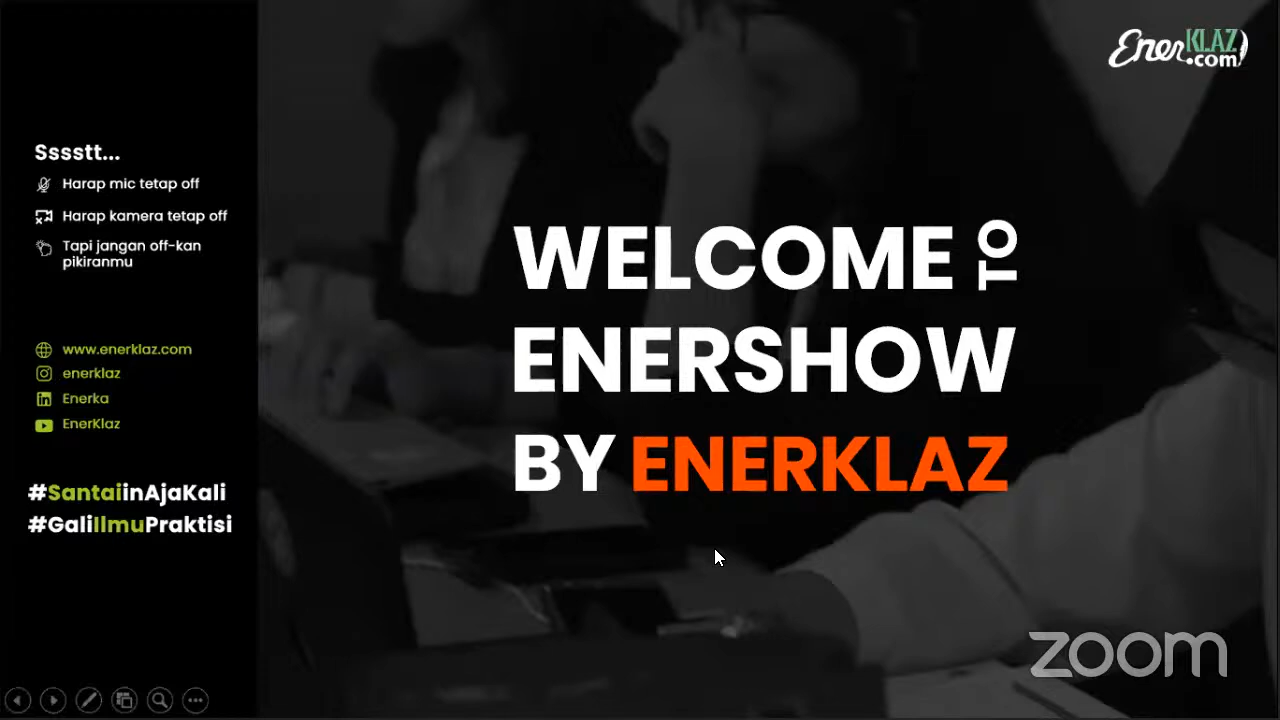 EnerKLAZ
.com
Sssstt...
Harap mic tetap off
Harap kamera tetap off
Tapi jangan off-kan
pikiranmu
www.enerklaz.com
enerklaz
Enerka
EnerKlaz
#SantaiinAjaKali
#GaliIlmuPraktisi
WELCOME TO
ENERSHOW
BY ENERKLAZ
zoom